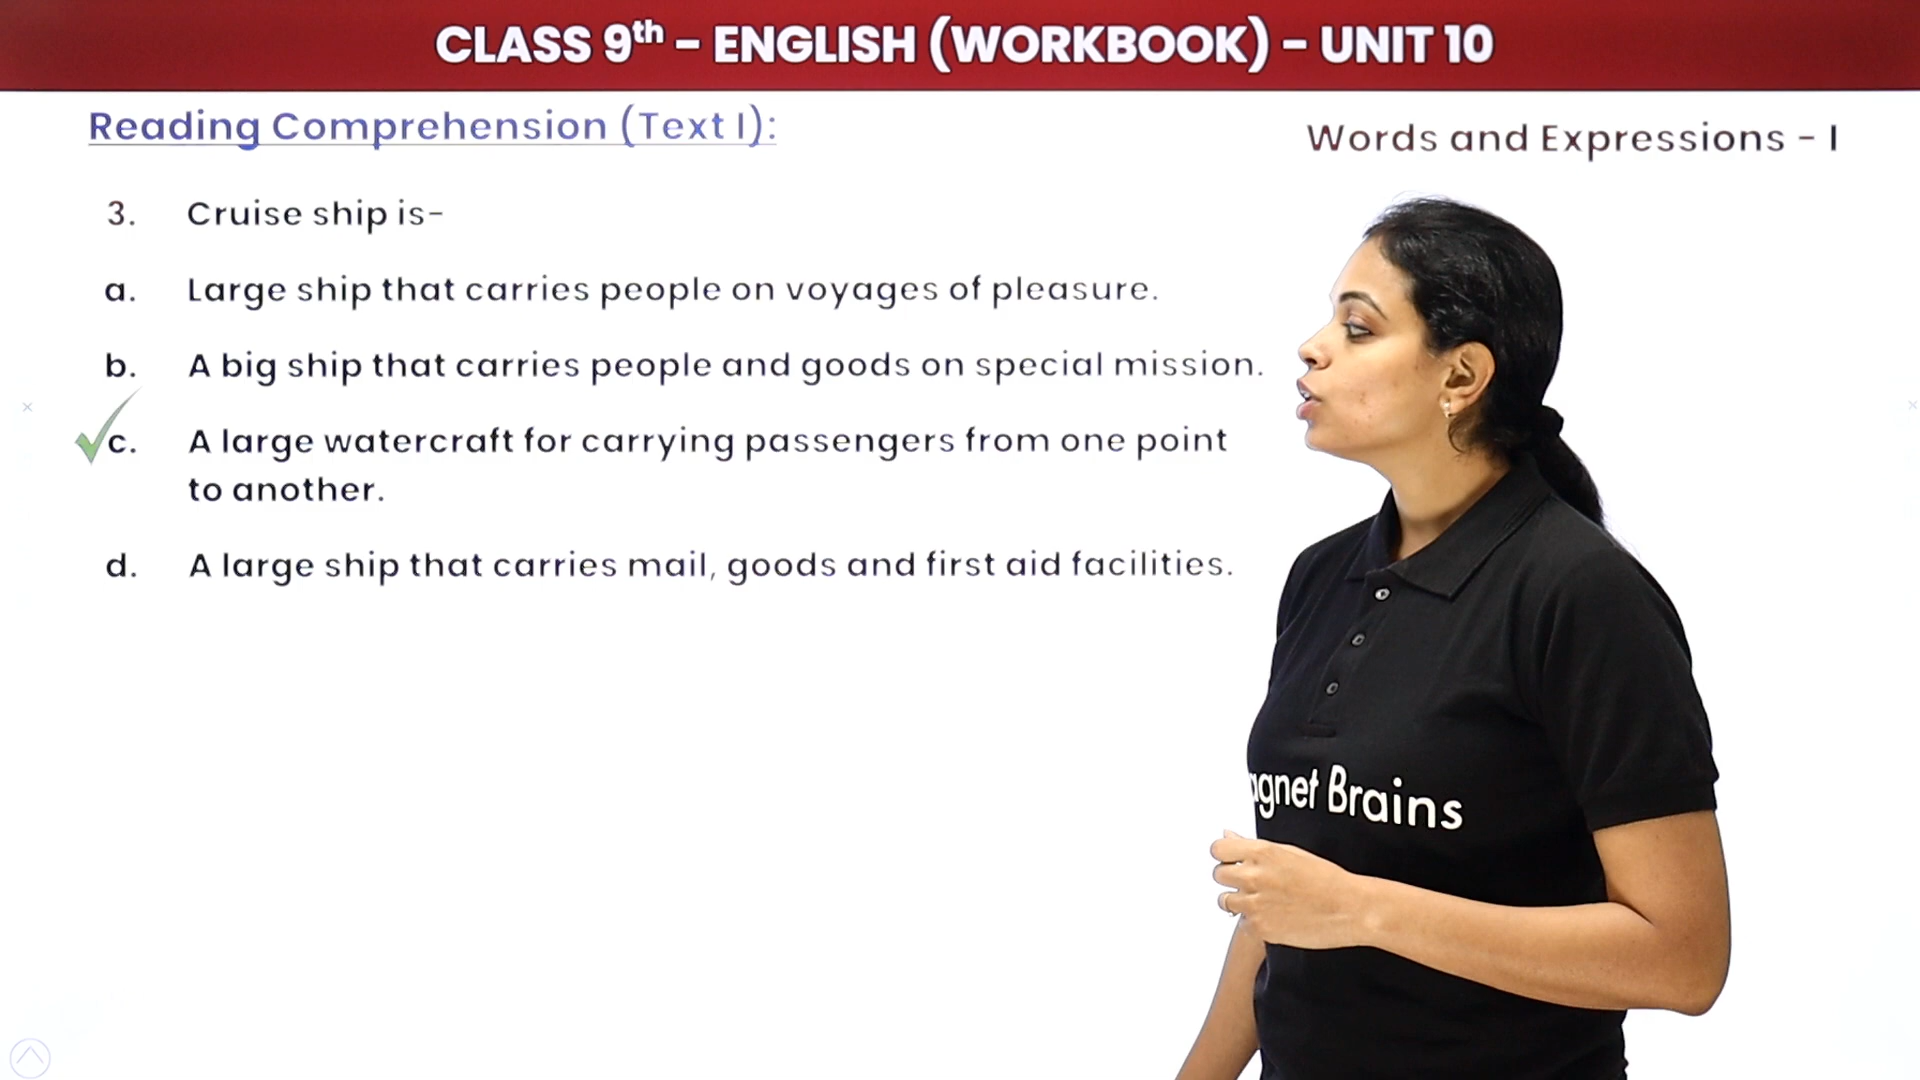 CLASS 9th – ENGLISH (WORKBOOK) – UNIT 10
Reading Comprehension (Text I):
Words and Expressions - I
3. Cruise ship is-
a. Large ship that carries people on voyages of pleasure.
b. A big ship that carries people and goods on special mission.
c. A large watercraft for carrying passengers from one point
to another.
d. A large ship that carries mail, goods and first aid facilities.
agnet Brains